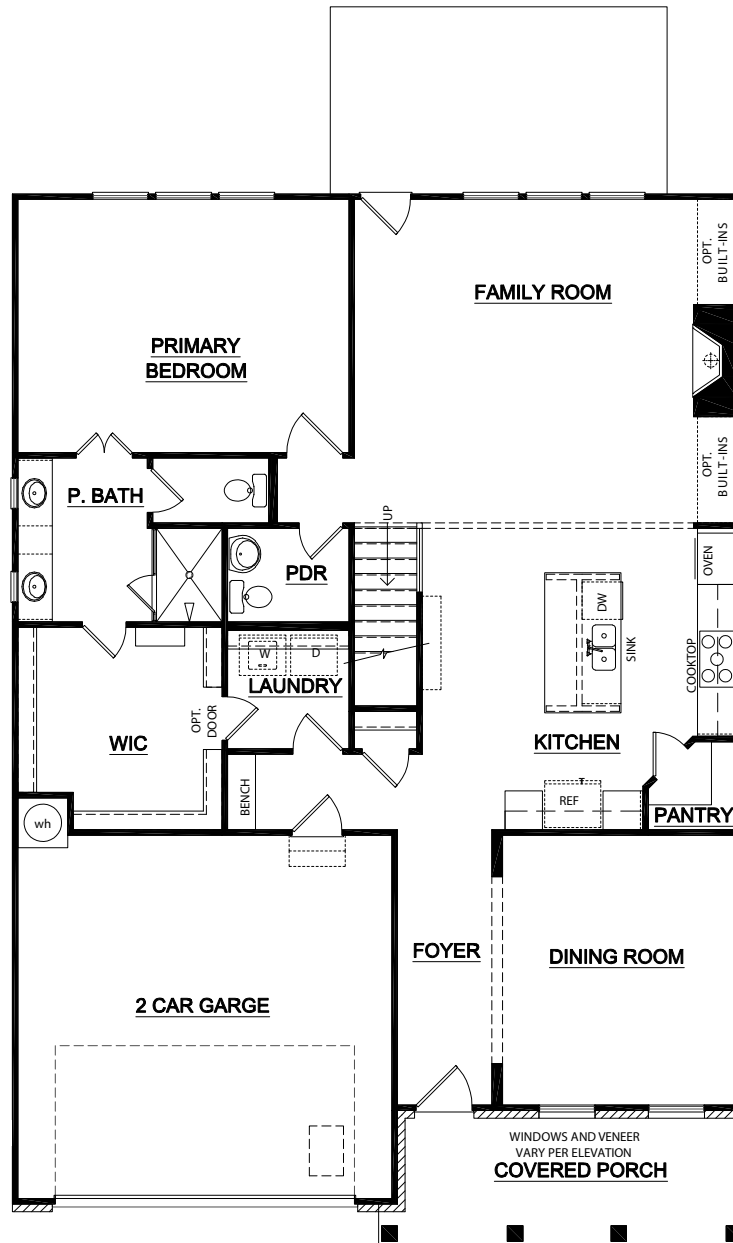 OPT.
BUILT-INS
FAMILY ROOM
PRIMARY
BEDROOM
OPT.
BUILT-INS
P. BATH
UP
PDR
OVEN
DW
SINK
COOKTOP
W
D
LAUNDRY
OPT.
DOOR
WIC
KITCHEN
BENCH
REF
PANTRY
wh
FOYER
DINING ROOM
2 CAR GARGE
WINDOWS AND VENEER
VARY PER ELEVATION
COVERED PORCH